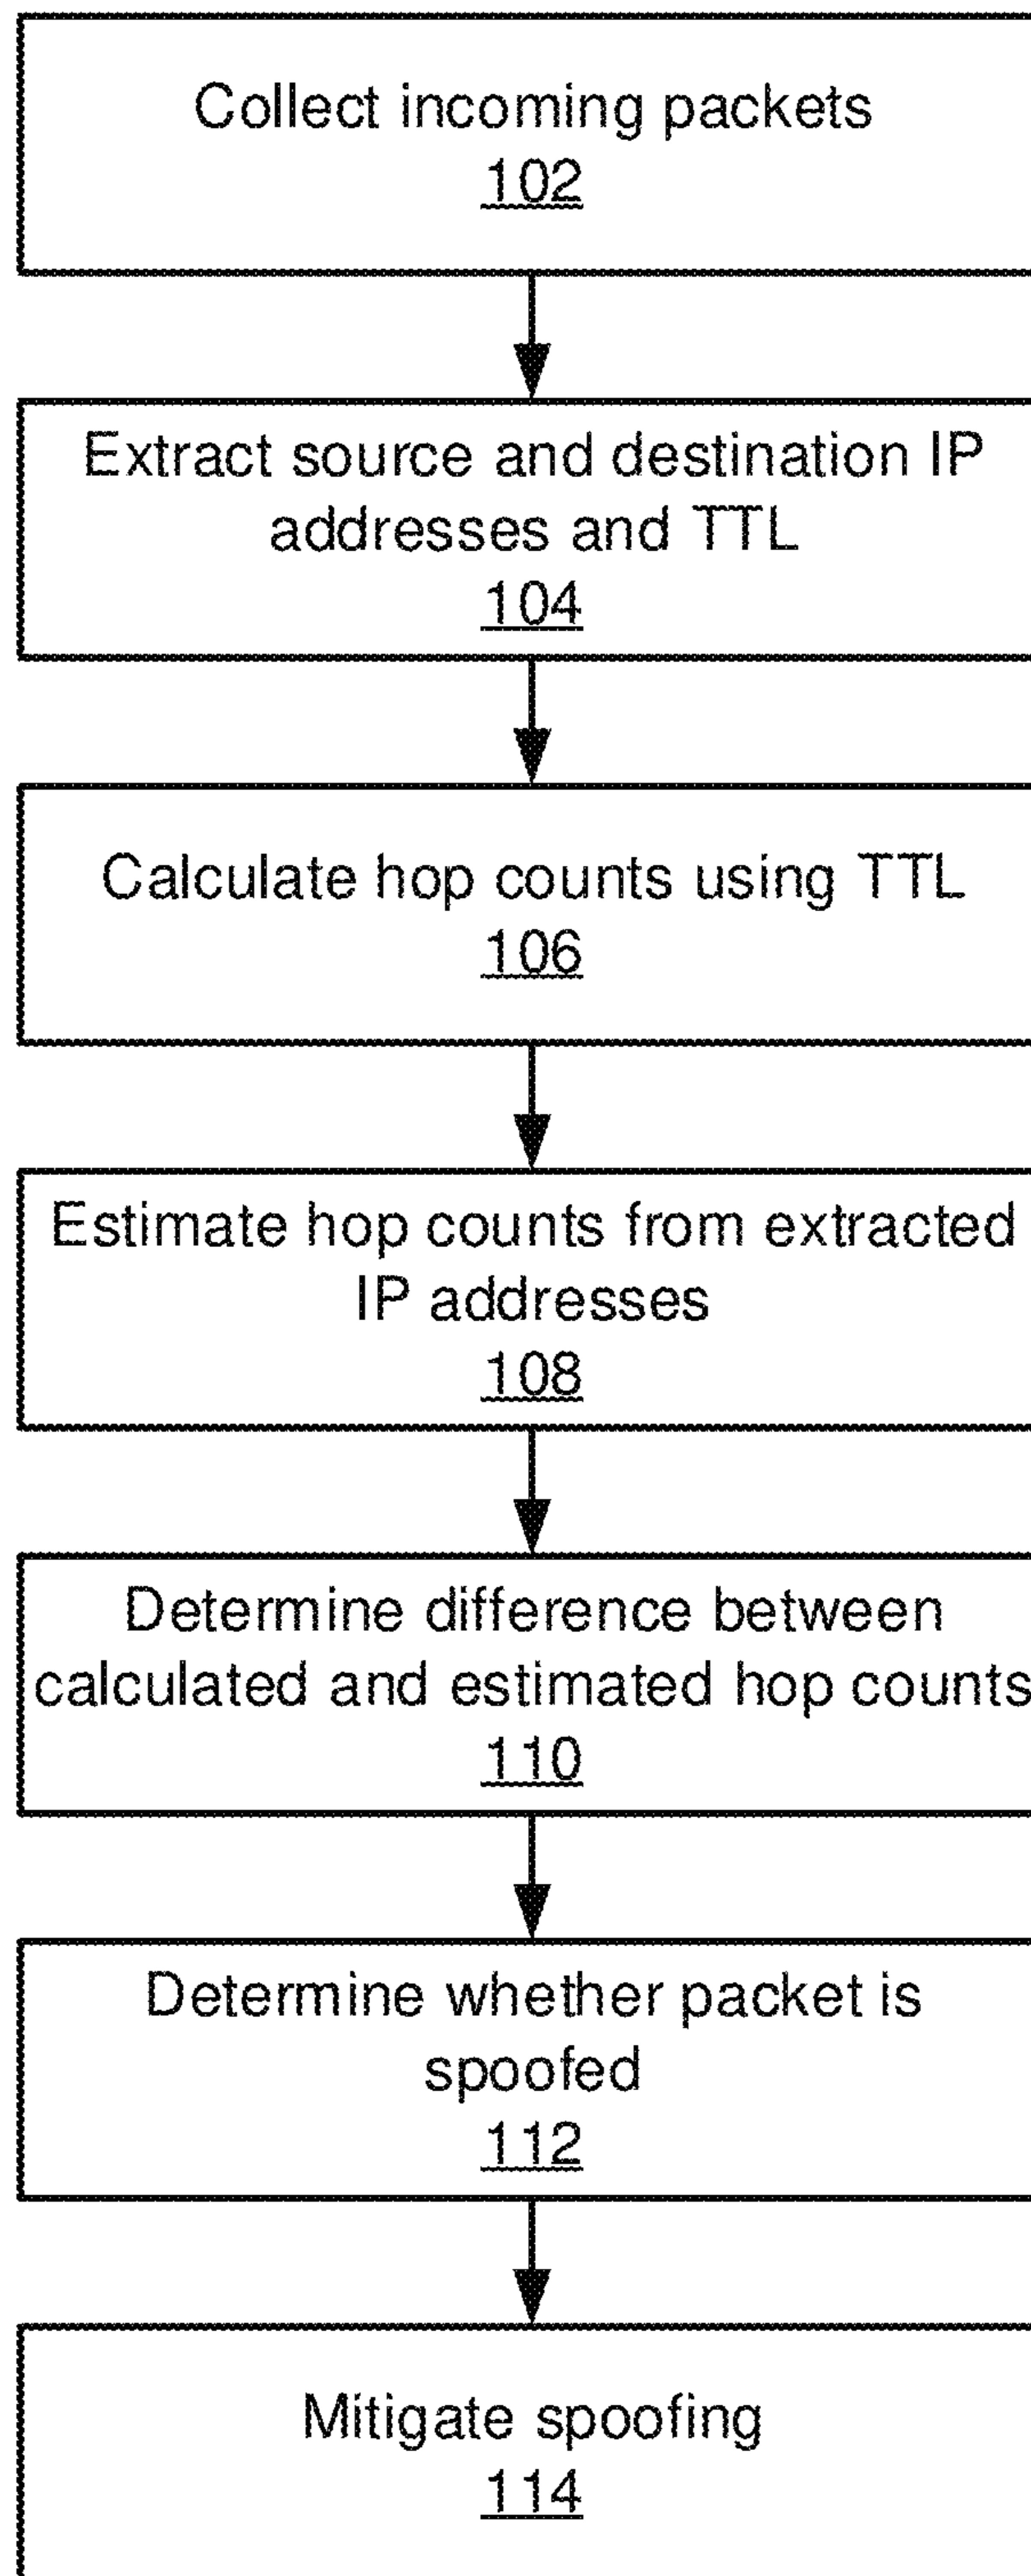 Collect incoming packets
102
Extract source and destination IP
addresses and TTL
104
Calculate hop counts using TTL
106
Estimate hop counts from extracted
IP addresses
108
Determine difference between
calculated and estimated hop counts
110
Determine whether packet is
spoofed
112
Mitigate spoofing
114